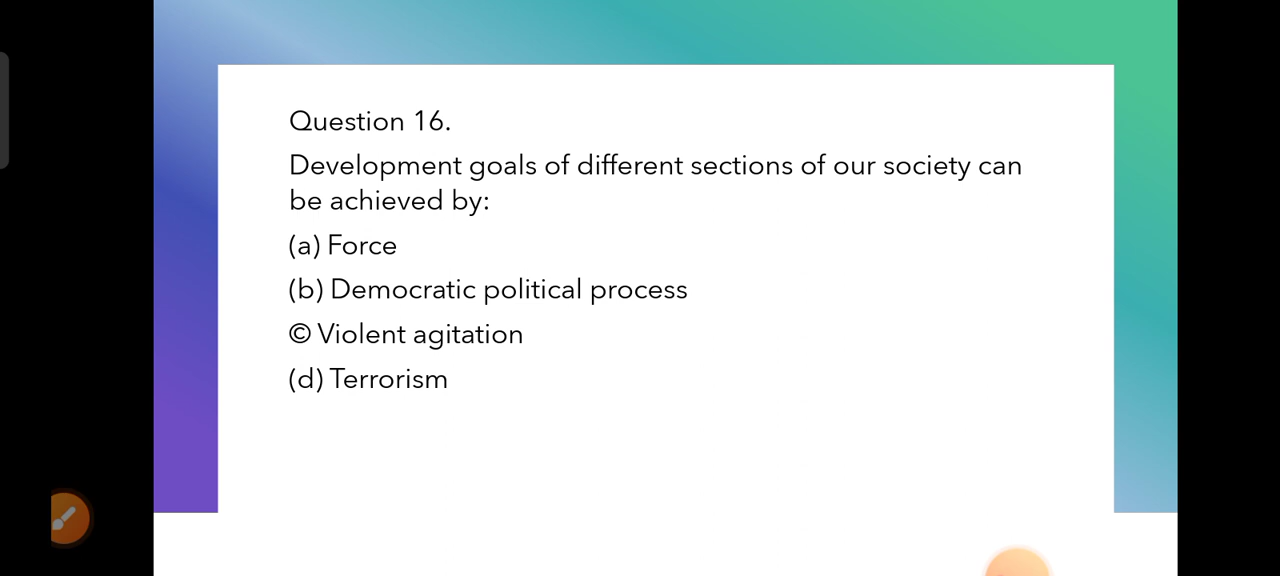 Question 16.
Development goals of different sections of our society can
be achieved by:
(a) Force
(b) Democratic political process
© Violent agitation
(d) Terrorism